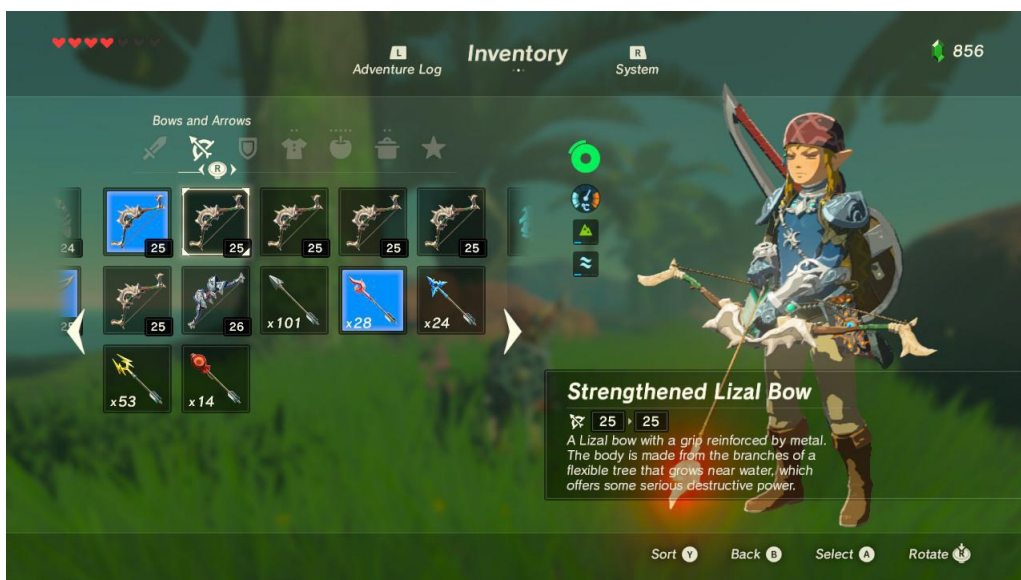 L
Adventure Log
Inventory
R
System
856
Bows and Arrows
R
24
25
25
25
25
25
25
26
x101
x28
x24
x53
x14
Strengthened Lizal Bow
25 25
A Lizal bow with a grip reinforced by metal.
The body is made from the branches of a
flexible tree that grows near water, which
offers some serious destructive power.
Sort Y
Back B
Select A
Rotate R